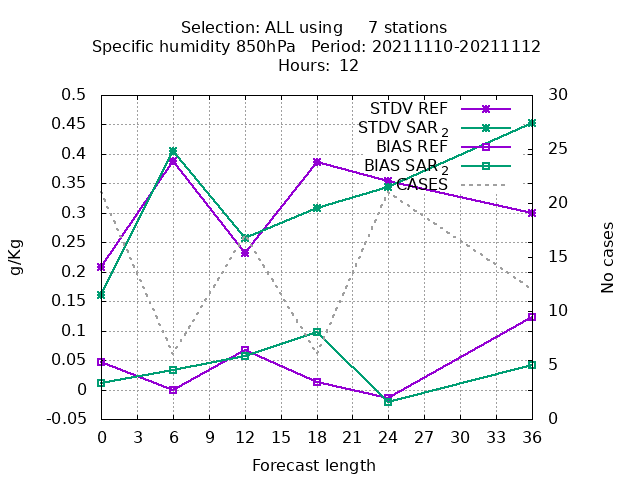 Selection: ALL using     7 stations
Specific humidity 850hPa   Period: 20211110-20211112
Hours:  12
0.5
0.45
0.4
0.35
0.3
0.25
0.2
0.15
0.1
0.05
0
-0.05
g/Kg
STDV REF
STDV SAR 2
BIAS REF
BIAS SAR 2
CASES
30
25
20
15
10
5
0
No cases
0 3 6 9 12 15 18 21 24 27 30 33 36
Forecast length